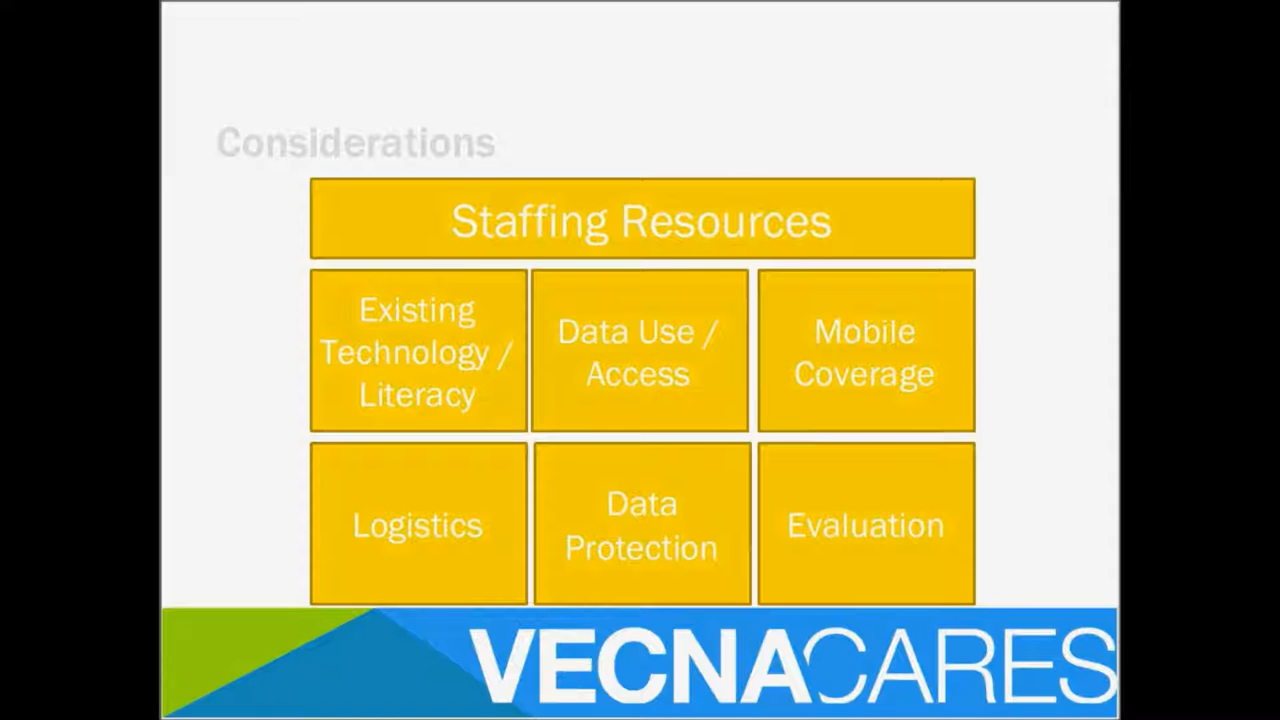 Considerations
Staffing Resources
Existing
Technology /
Literacy
Data Use /
Access
Mobile
Coverage
Logistics
Data
Protection
Evaluation
VECNACARES